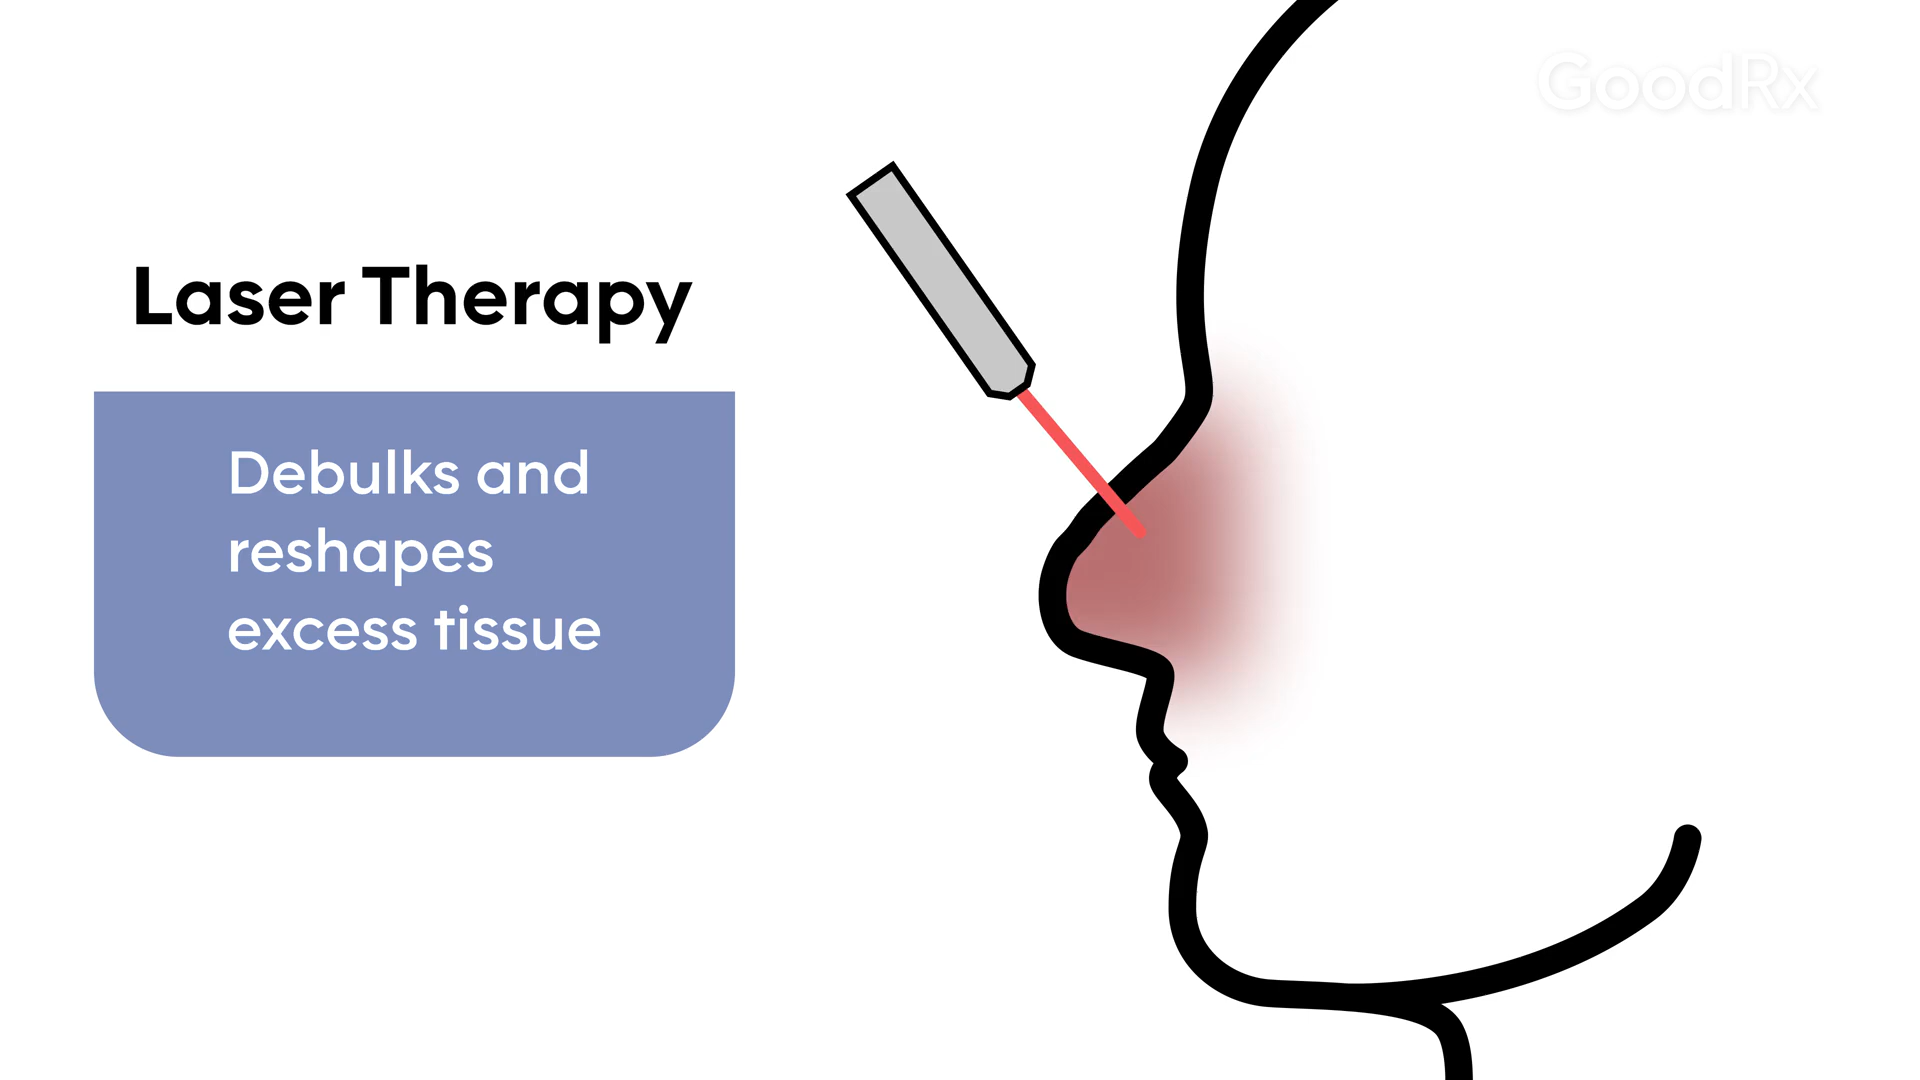 GoodRx
Laser Therapy
Debulks and
reshapes
excess tissue